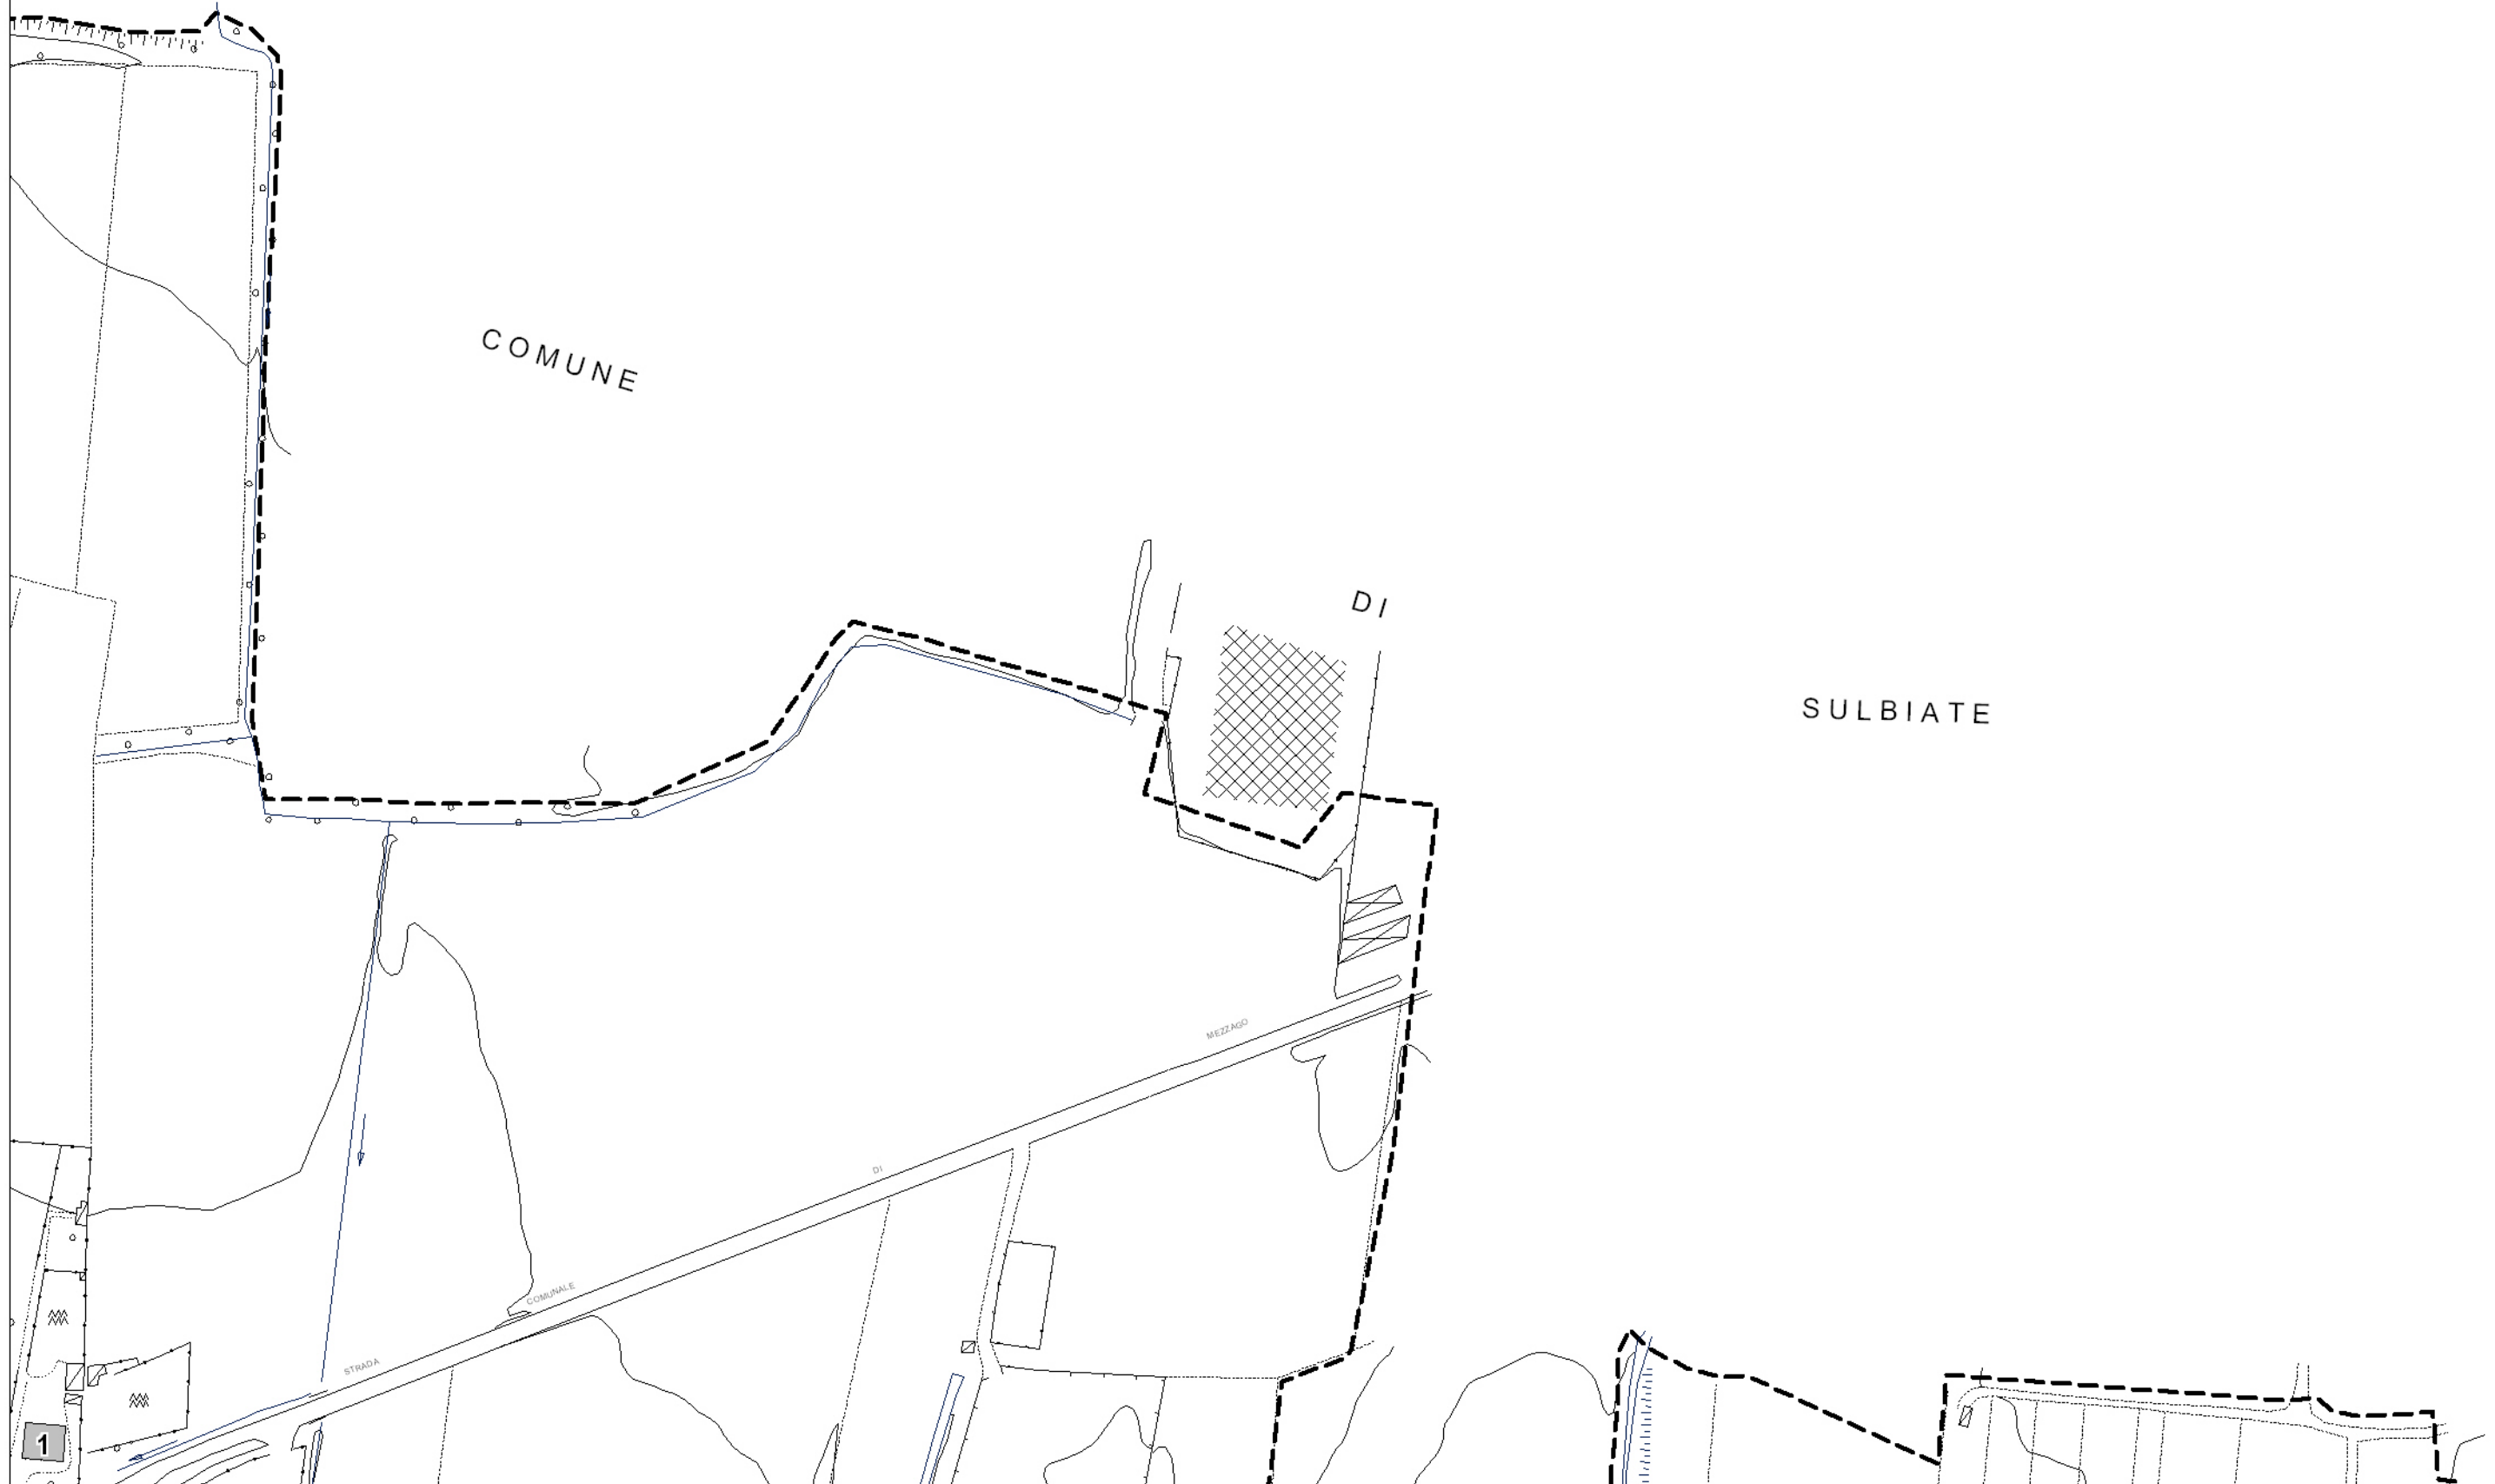 COMUNE
DI
SULBIATE
MEZZAGO
DI
COMUNALE
STRADA
1